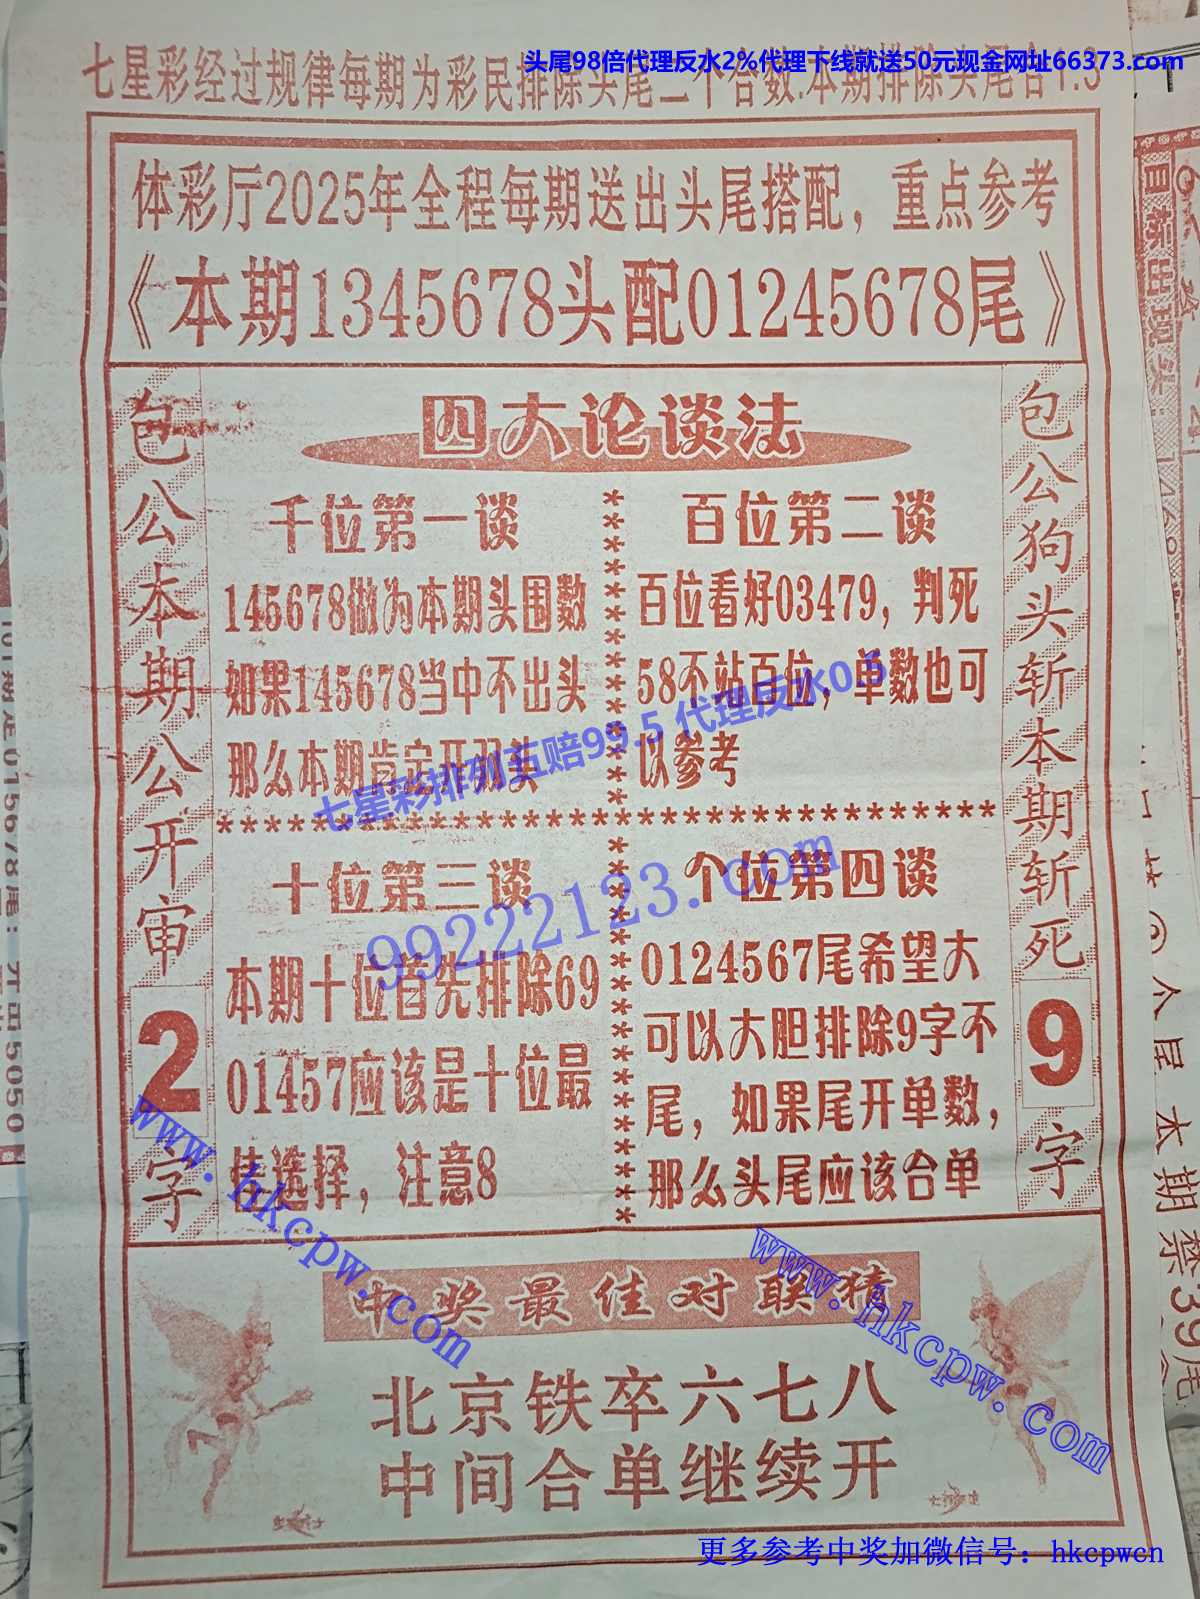 头尾98倍代理反水2%代理下线就送50元现金网址66373.com
七星彩经过规律每期为彩民排除头尾二个合数.本期排除头尾合1.3
体彩厅2025年全程每期送出头尾搭配，重点参考
《本期1345678头配01245678尾》
包公本期公开审
2
字
四大论谈法
千位第一谈
145678做为本期头围数
如果145678当中不出头
那么本期肯定开双头
百位第二谈
百位看好03479，判死
58不站百位，单数也可
以参考
七星彩排列五赔99.5 代理反水0.5
99222123.com
十位第三谈
本期十位首先排除69
01457应该是十位最
佳选择，注意8
个位第四谈
0124567尾希望大
可以大胆排除9字不
尾，如果尾开单数，
那么头尾应该合单
包公狗头斩本期斩死
9
字
www.hkcpw.com
www.hkcpw.com
中奖最佳对联猜
北京铁卒六七八
中间合单继续开
更多参考中奖加微信号：hkcpwcn
目标出现头
人星太期禁39尾